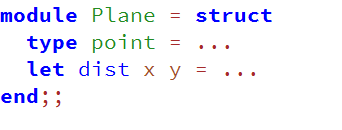 module Plane = struct
  type point = ...
  let dist x y = ...
end;;